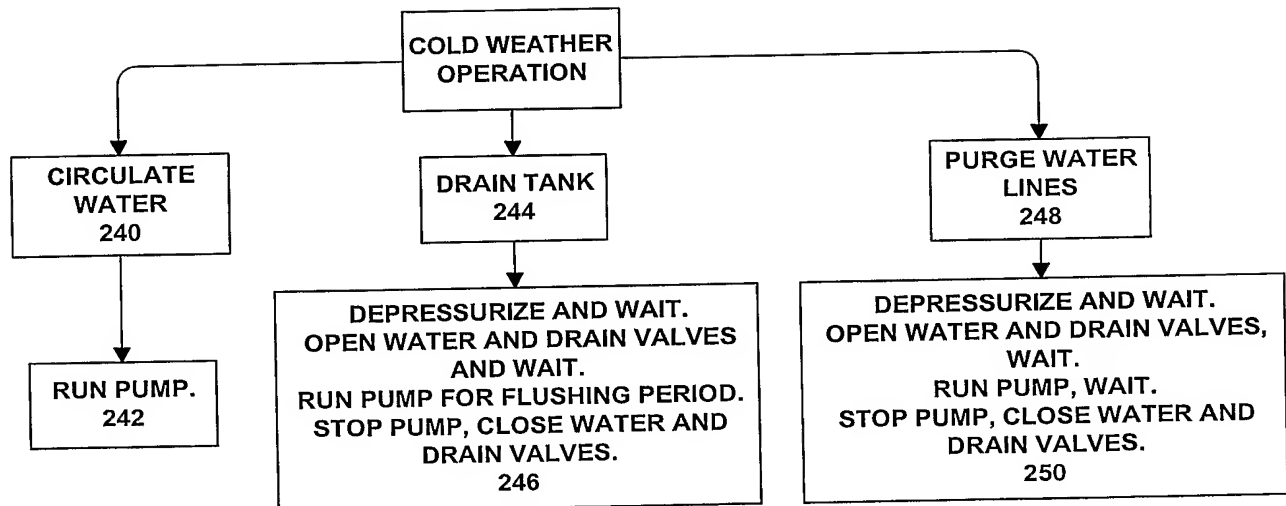 COLD WEATHER
OPERATION
CIRCULATE
WATER
240
DRAIN TANK
244
PURGE WATER
LINES
248
RUN PUMP.
242
DEPRESSURIZE AND WAIT.
OPEN WATER AND DRAIN VALVES
AND WAIT.
RUN PUMP FOR FLUSHING PERIOD.
STOP PUMP, CLOSE WATER AND
DRAIN VALVES.
246
DEPRESSURIZE AND WAIT.
OPEN WATER AND DRAIN VALVES,
WAIT.
RUN PUMP, WAIT.
STOP PUMP, CLOSE WATER AND
DRAIN VALVES.
250